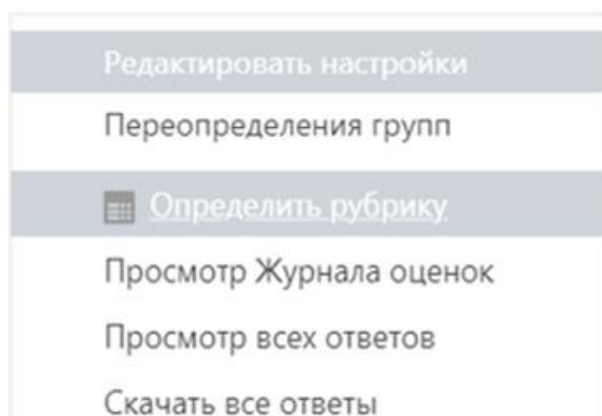 Редактировать настройки
Переопределения групп
Определить рубрику
Просмотр Журнала оценок
Просмотр всех ответов
Скачать все ответы